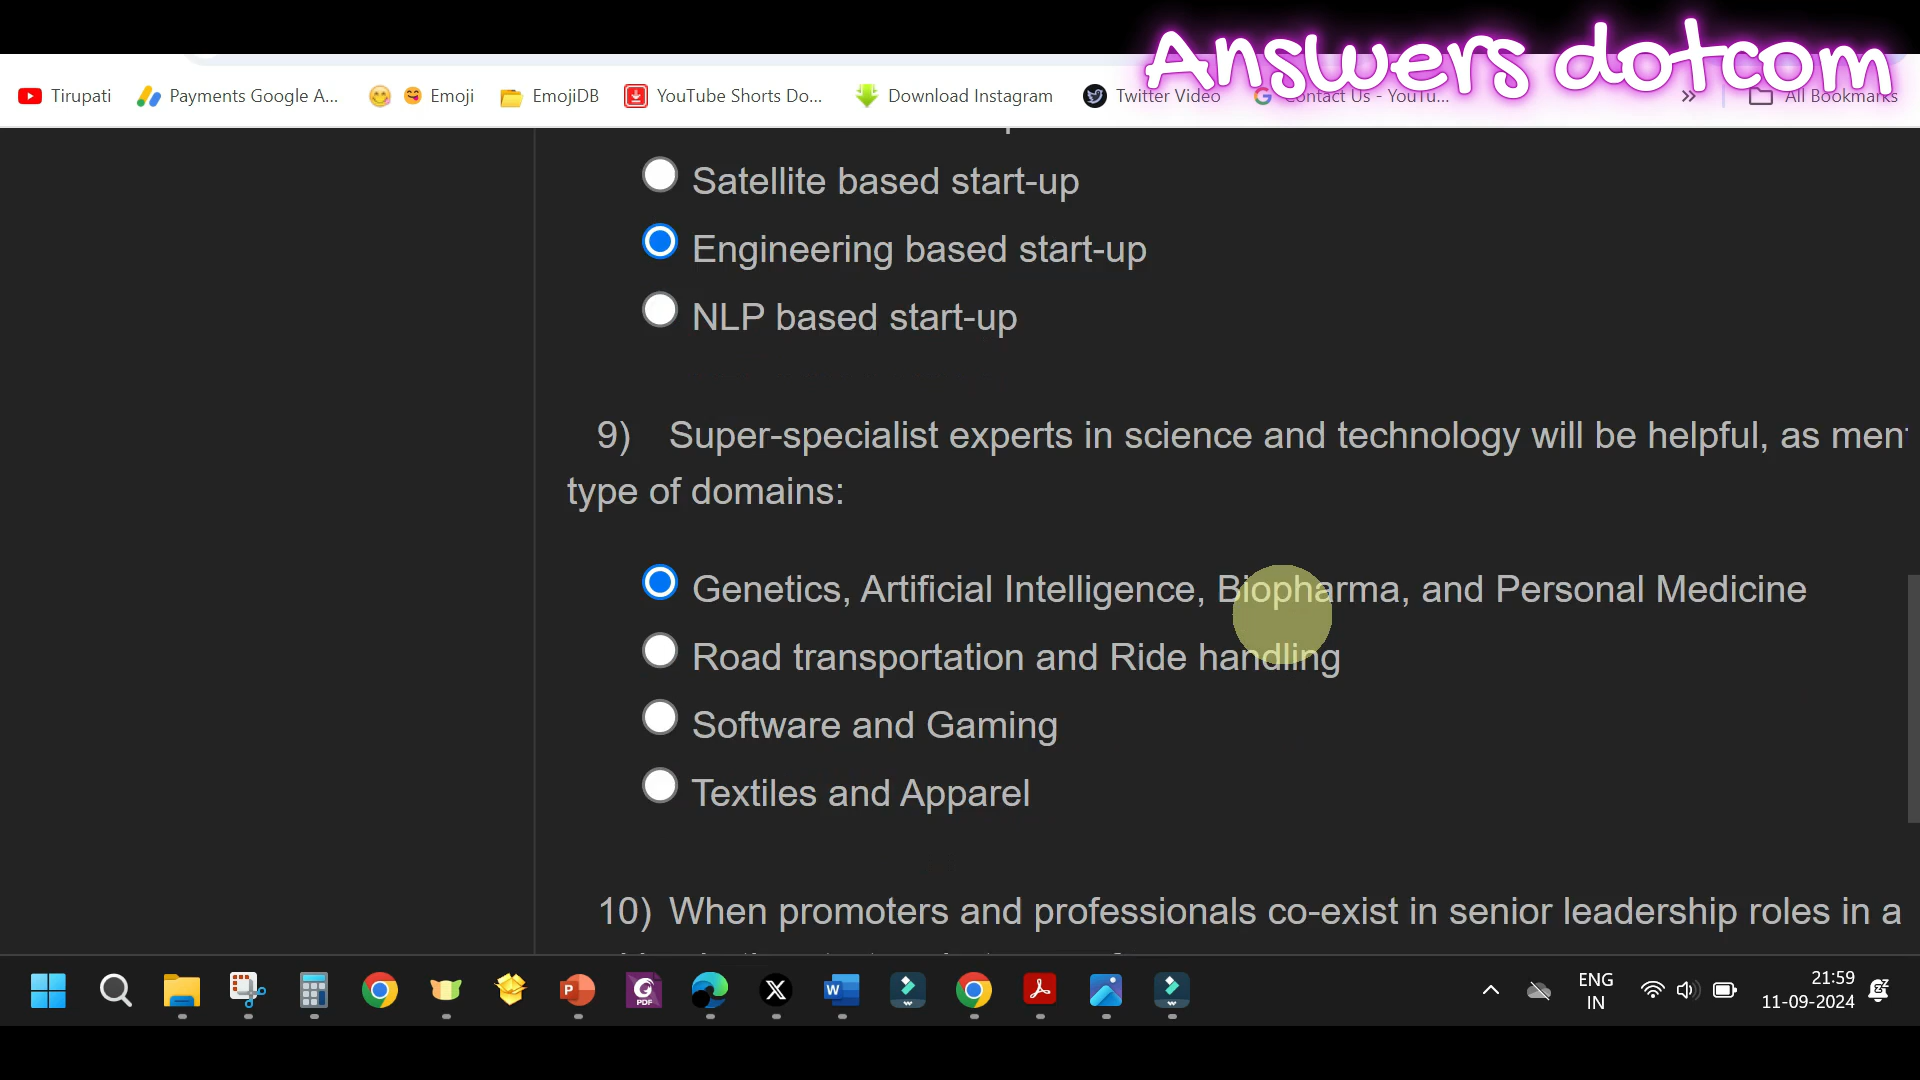 Answers dotcom
Tirupati
Payments Google A...
Emoji
EmojiDB
YouTube Shorts Do...
Download Instagram
Twitter Video
Contact Us - YouTu...
All Bookmarks
Satellite based start-up
Engineering based start-up
NLP based start-up
9) Super-specialist experts in science and technology will be helpful, as
type of domains:
Genetics, Artificial Intelligence, Biopharma, and Personal Medicine
Road transportation and Ride handling
Software and Gaming
Textiles and Apparel
10) When promoters and professionals co-exist in senior leadership roles in a
ENG
IN
21:59
11-09-2024